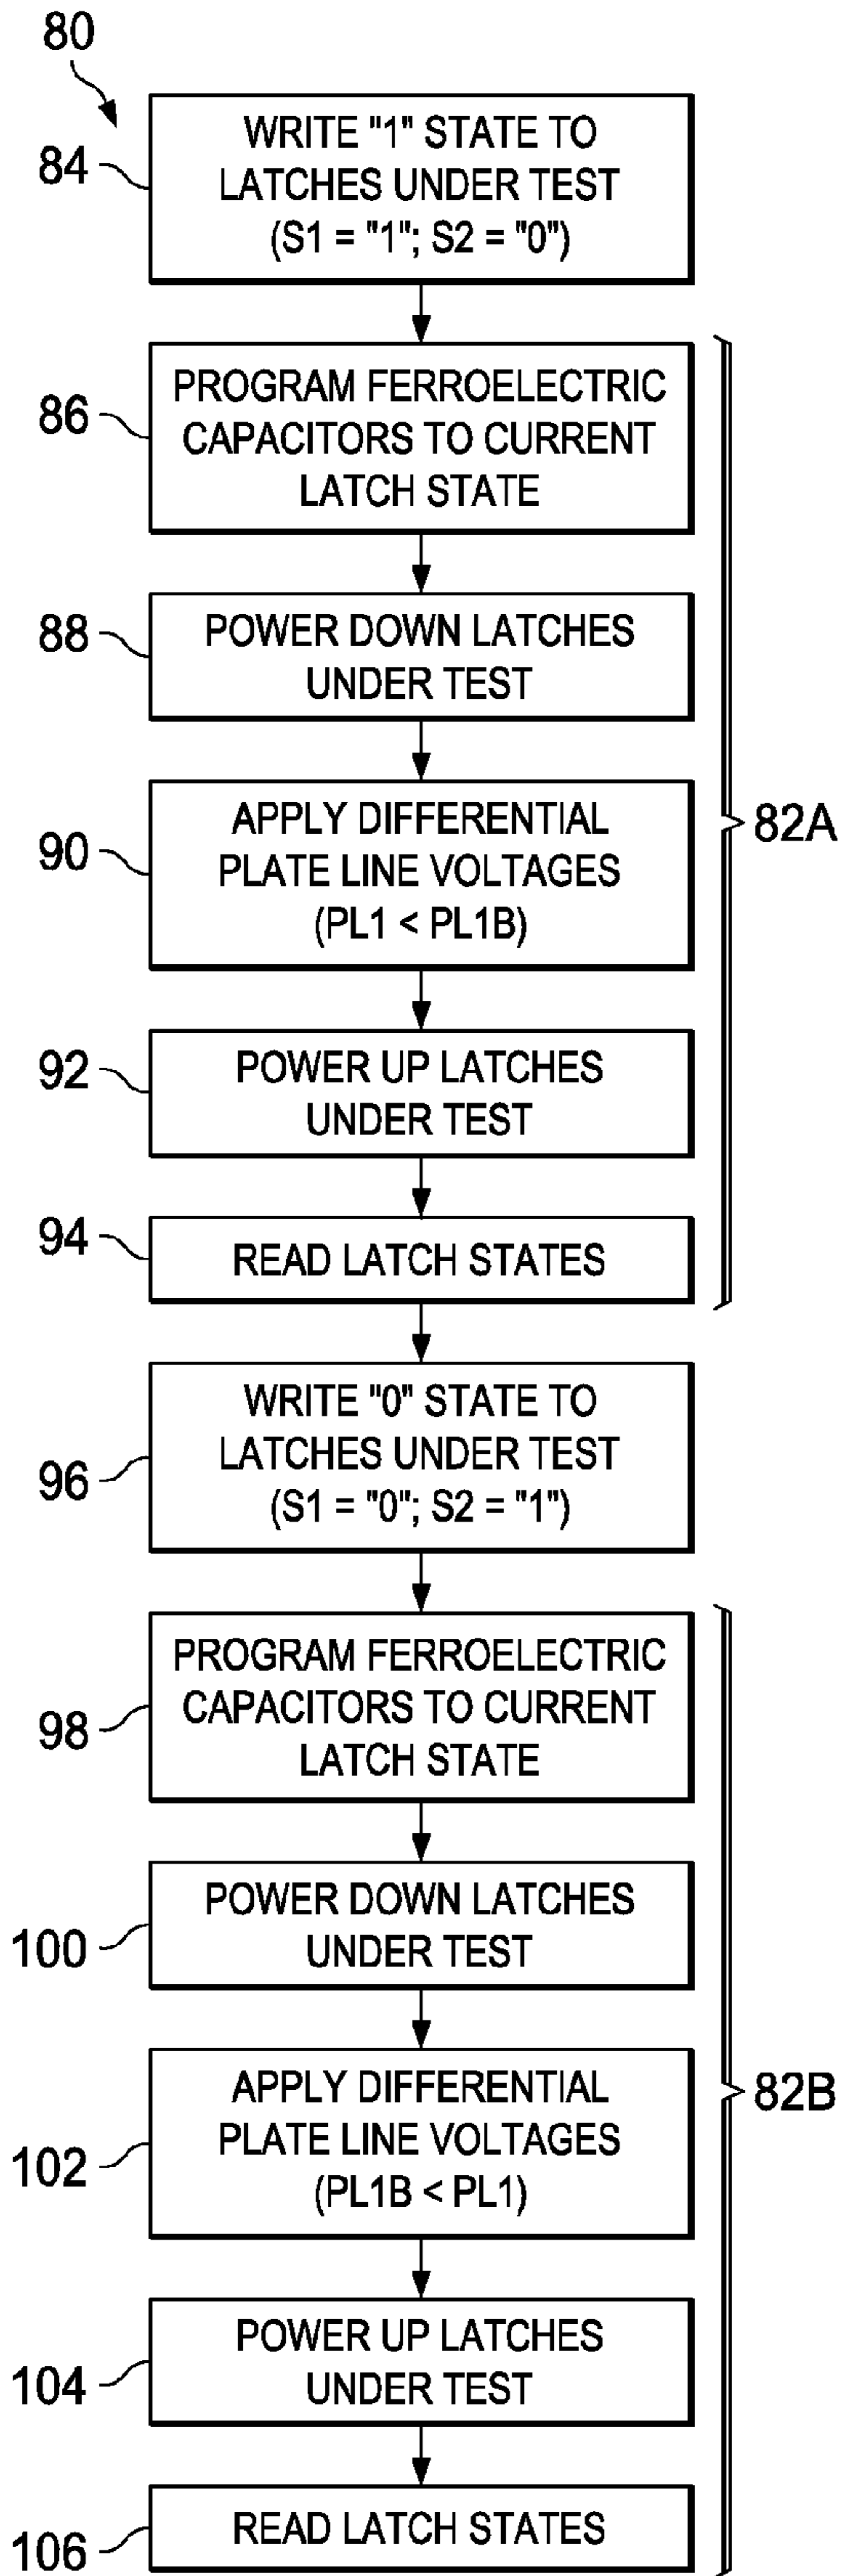 80
84
WRITE "1" STATE TO
LATCHES UNDER TEST
(S1 = "1"; S2 = "0")
86
PROGRAM FERROELECTRIC
CAPACITORS TO CURRENT
LATCH STATE
88
POWER DOWN LATCHES
UNDER TEST
90
APPLY DIFFERENTIAL
PLATE LINE VOLTAGES
(PL1 < PL1B)
82A
92
POWER UP LATCHES
UNDER TEST
94
READ LATCH STATES
96
WRITE "0" STATE TO
LATCHES UNDER TEST
(S1 = "0"; S2 = "1")
98
PROGRAM FERROELECTRIC
CAPACITORS TO CURRENT
LATCH STATE
100
POWER DOWN LATCHES
UNDER TEST
102
APPLY DIFFERENTIAL
PLATE LINE VOLTAGES
(PL1B < PL1)
82B
104
POWER UP LATCHES
UNDER TEST
106
READ LATCH STATES